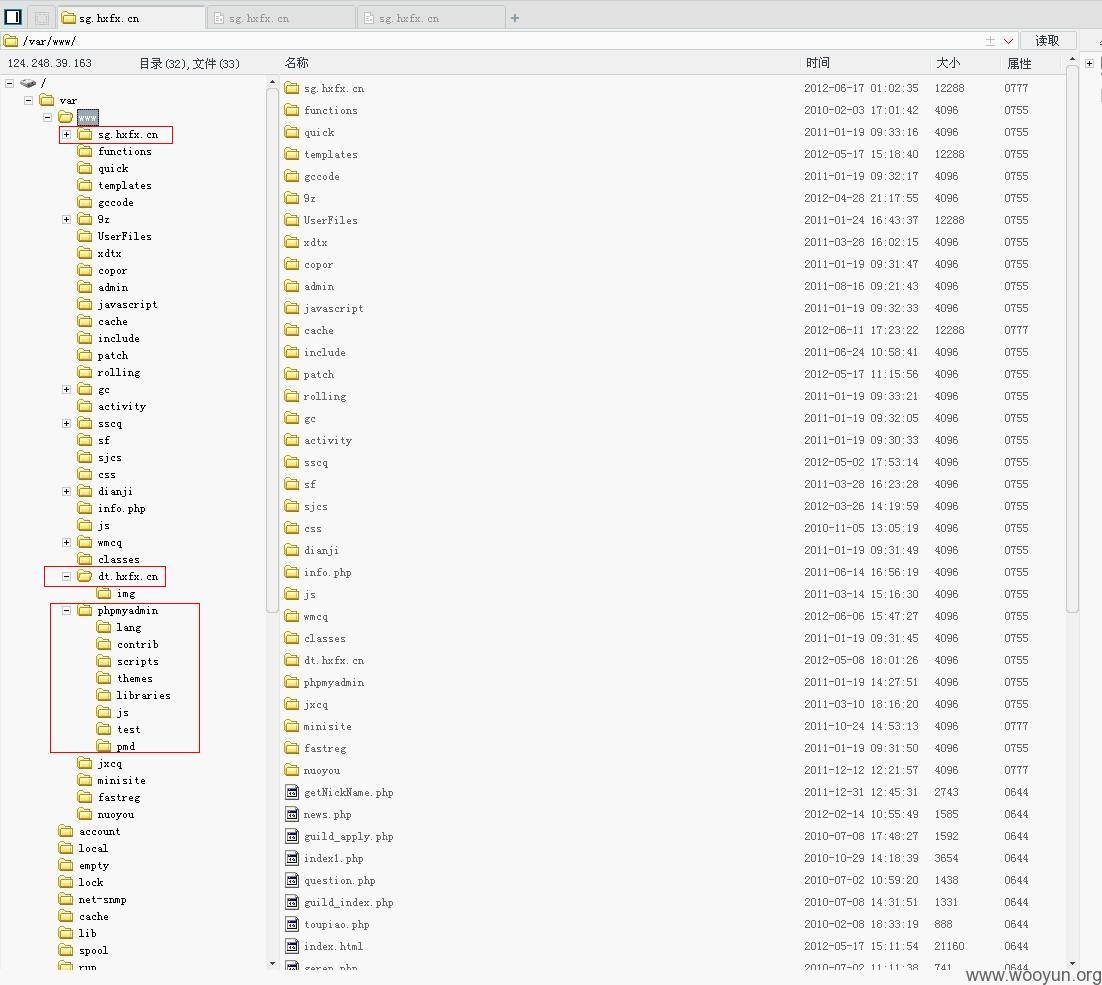 sg.hxfx.cn
sg.hxfx.cn
sg.hxfx.cn
/var/www/
读取
124.248.39.163
目录(32),文件(33)
名称 时间 大小 属性
/
var
www
sg.hxfx.cn
functions
quick
templates
gccode
9z
UserFiles
xdtx
copor
admin
javascript
cache
include
patch
rolling
gc
activity
sscq
sf
sjcs
css
dianji
info.php
js
wmcq
classes
dt.hxfx.cn
img
phpmyadmin
lang
contrib
scripts
themes
libraries
js
test
pmd
jxcq
minisite
fastreg
nuoyou
account
local
empty
lock
net-snmp
cache
lib
spool
run
sg.hxfx.cn 2012-06-17 01:02:35 12288 0777
functions 2010-02-03 17:01:42 4096 0755
quick 2011-01-19 09:33:16 4096 0755
templates 2012-05-17 15:18:40 12288 0755
gccode 2011-01-19 09:32:17 4096 0755
9z 2012-04-28 21:17:55 4096 0755
UserFiles 2011-01-24 16:43:37 12288 0755
xdtx 2011-03-28 16:02:15 4096 0755
copor 2011-01-19 09:31:47 4096 0755
admin 2011-08-16 09:21:43 4096 0755
javascript 2011-01-19 09:32:33 4096 0755
cache 2012-06-11 17:23:22 12288 0777
include 2011-06-24 10:58:41 4096 0755
patch 2012-05-17 11:15:56 4096 0755
rolling 2011-01-19 09:33:21 4096 0755
gc 2011-01-19 09:32:05 4096 0755
activity 2011-01-19 09:30:33 4096 0755
sscq 2012-05-02 17:53:14 4096 0755
sf 2011-03-28 16:23:28 4096 0755
sjcs 2012-03-26 14:19:59 4096 0755
css 2010-11-05 13:05:19 4096 0755
dianji 2011-01-19 09:31:49 4096 0755
info.php 2011-06-14 16:56:19 4096 0755
js 2011-03-14 15:16:30 4096 0755
wmcq 2012-06-06 15:47:27 4096 0755
classes 2011-01-19 09:31:45 4096 0755
dt.hxfx.cn 2012-05-08 18:01:26 4096 0755
phpmyadmin 2011-01-19 14:27:51 4096 0755
jxcq 2011-03-10 18:16:20 4096 0755
minisite 2011-10-24 14:53:13 4096 0777
fastreg 2011-01-19 09:31:50 4096 0755
nuoyou 2011-12-12 12:21:57 4096 0777
getNickName.php 2011-12-31 12:45:31 2743 0644
news.php 2012-02-14 10:55:49 1585 0644
guild_apply.php 2010-07-08 17:48:27 1592 0644
index1.php 2010-10-29 14:18:39 3654 0644
question.php 2010-07-02 10:59:20 1438 0644
guild_index.php 2010-07-08 14:31:51 1331 0644
toupiao.php 2010-02-08 18:33:19 888 0644
index.html 2012-05-17 15:11:54 21160 0644
geren.php 2010-07-02 11:11:38 741 0644
www.wooyun.org